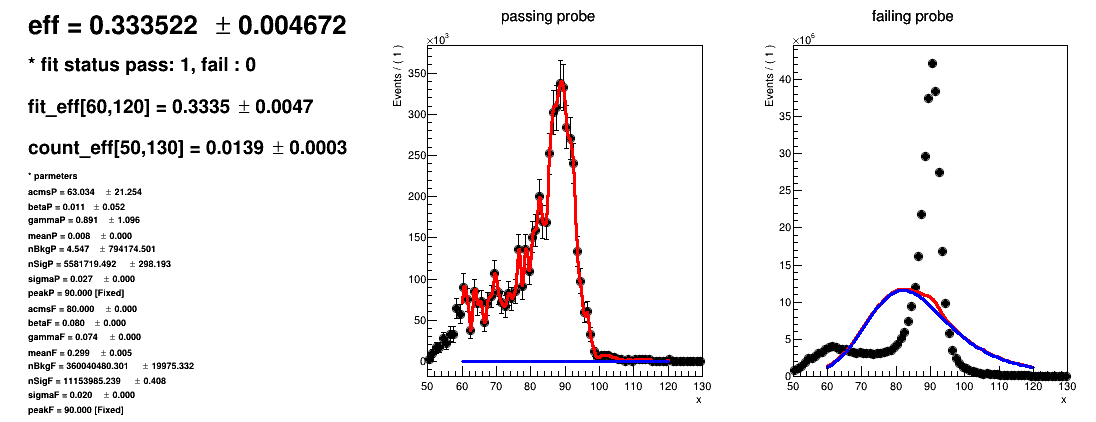 eff = 0.333522 ± 0.004672
* fit status pass: 1, fail : 0
fit_eff[60,120] = 0.3335 ± 0.0047
count_eff[50,130] = 0.0139 ± 0.0003
* parmeters
acmsP = 63.034 ± 21.254
betaP = 0.011 ± 0.052
gammaP = 0.891 ± 1.096
meanP = 0.008 ± 0.000
nBkgP = 4.547 ± 794174.501
nSigP = 5581719.492 ± 298.193
sigmaP = 0.027 ± 0.000
peakP = 90.000 [Fixed]
acmsF = 80.000 ± 0.000
betaF = 0.080 ± 0.000
gammaF = 0.074 ± 0.000
meanF = 0.299 ± 0.005
nBkgF = 360040480.301 ± 19975.332
nSigF = 11153985.239 ± 0.408
sigmaF = 0.020 ± 0.000
peakF = 90.000 [Fixed]
passing probe
×10³
Events / ( 1 )
350
300
250
200
150
100
50
0
50 60 70 80 90 100 110 120 130
x
failing probe
×10⁶
Events / ( 1 )
40
35
30
25
20
15
10
5
0
50 60 70 80 90 100 110 120 130
x